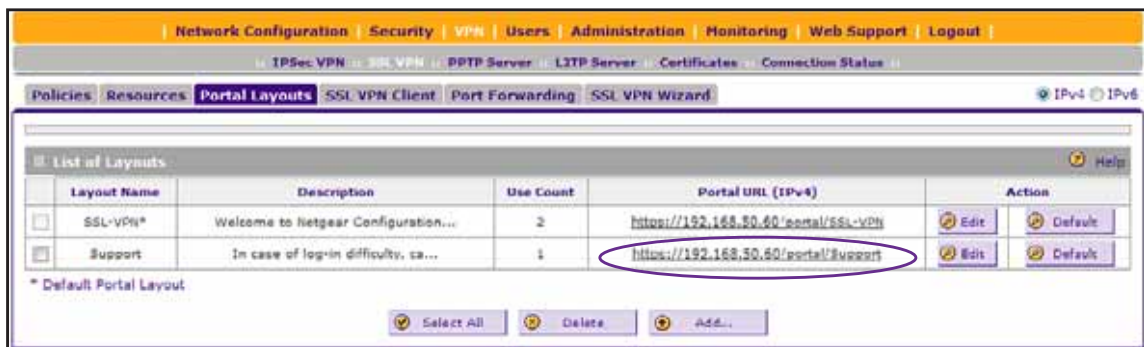 Network Configuration | Security | VPN | Users | Administration | Monitoring | Web Support | Logout |
:: IPSec VPN :: SSL VPN :: PPTP Server :: L2TP Server :: Certificates :: Connection Status ::
Policies Resources Portal Layouts SSL VPN Client Port Forwarding SSL VPN Wizard IPv4 IPv6
List of Layouts Help
Layout Name Description Use Count Portal URL (IPv4) Action
SSL-VPN* Welcome to Netgear Configuration... 2 https://192.168.50.60/portal/SSL-VPN Edit Default
Support In case of log-in difficulty, ca... 1 https://192.168.50.60/portal/Support Edit Default
* Default Portal Layout
Select All Delete Add...